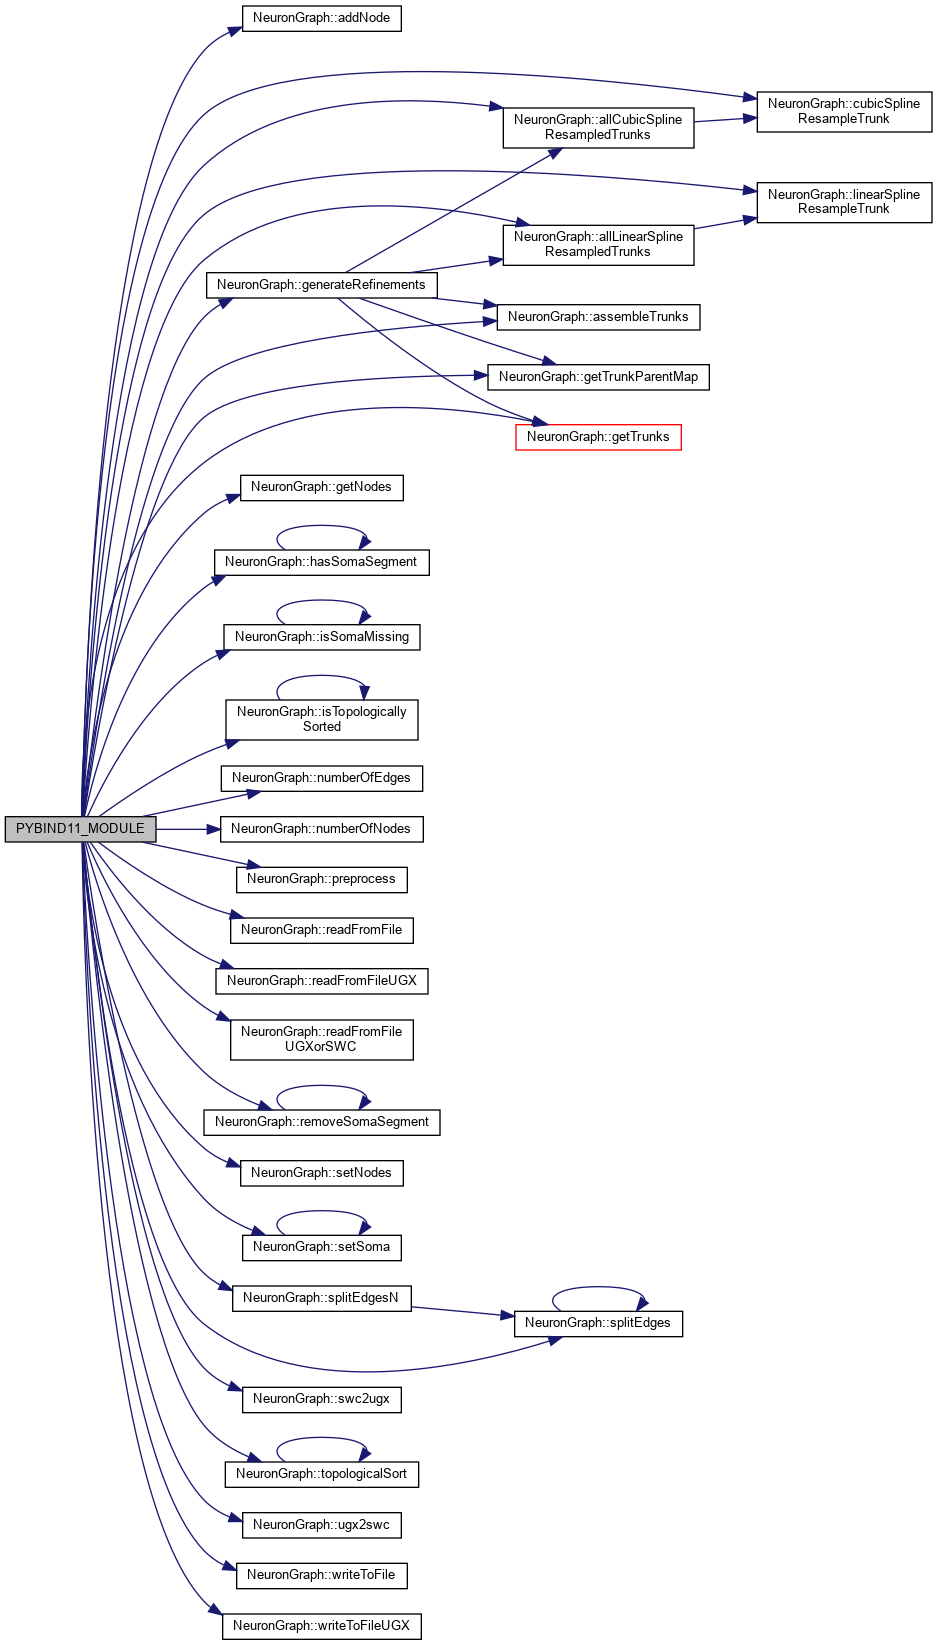 NeuronGraph::addNode
NeuronGraph::cubicSpline
ResampleTrunk
NeuronGraph::allCubicSpline
ResampledTrunks
NeuronGraph::linearSpline
ResampleTrunk
NeuronGraph::allLinearSpline
ResampledTrunks
NeuronGraph::generateRefinements
NeuronGraph::assembleTrunks
NeuronGraph::getTrunkParentMap
NeuronGraph::getTrunks
NeuronGraph::getNodes
NeuronGraph::hasSomaSegment
NeuronGraph::isSomaMissing
NeuronGraph::isTopologically
Sorted
NeuronGraph::numberOfEdges
PYBIND11_MODULE
NeuronGraph::numberOfNodes
NeuronGraph::preprocess
NeuronGraph::readFromFile
NeuronGraph::readFromFileUGX
NeuronGraph::readFromFile
UGXorSWC
NeuronGraph::removeSomaSegment
NeuronGraph::setNodes
NeuronGraph::setSoma
NeuronGraph::splitEdgesN
NeuronGraph::splitEdges
NeuronGraph::swc2ugx
NeuronGraph::topologicalSort
NeuronGraph::ugx2swc
NeuronGraph::writeToFile
NeuronGraph::writeToFileUGX